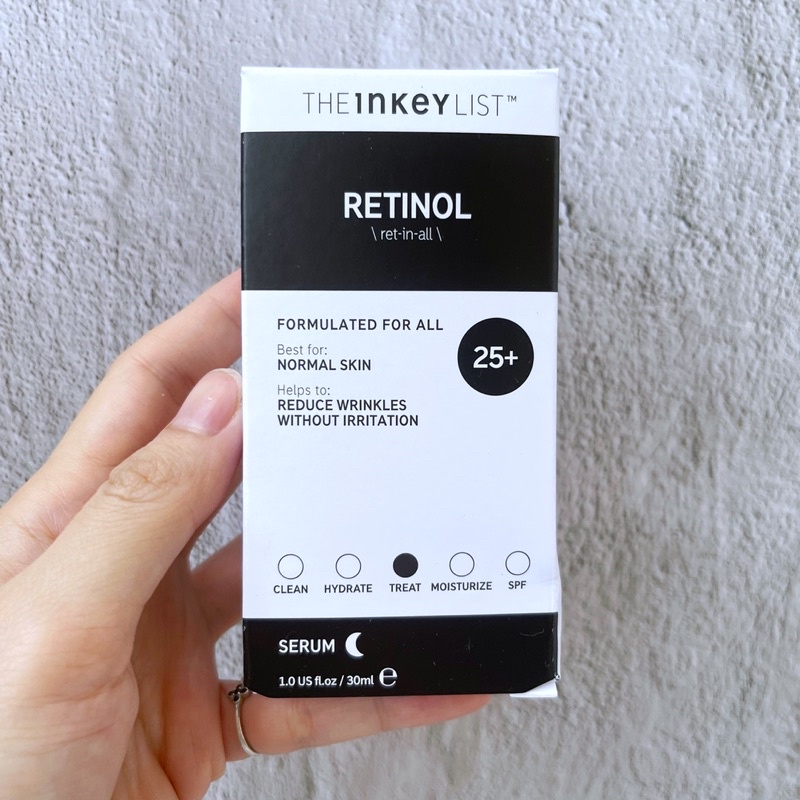 THE INKEY LIST™
RETINOL
\ ret-in-all \
FORMULATED FOR ALL
Best for:
NORMAL SKIN
25+
Helps to:
REDUCE WRINKLES
WITHOUT IRRITATION
CLEAN HYDRATE TREAT MOISTURIZE SPF
SERUM
1.0 US fl.oz / 30ml ℮